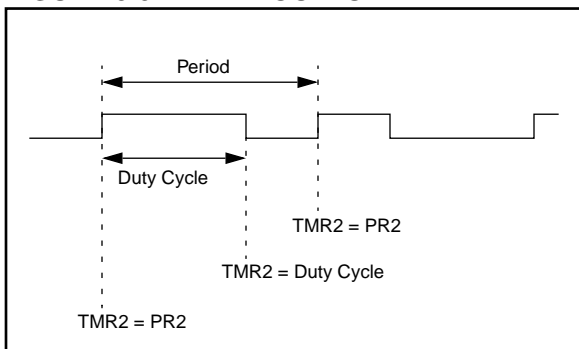 Period
Duty Cycle
TMR2 = PR2
TMR2 = Duty Cycle
TMR2 = PR2